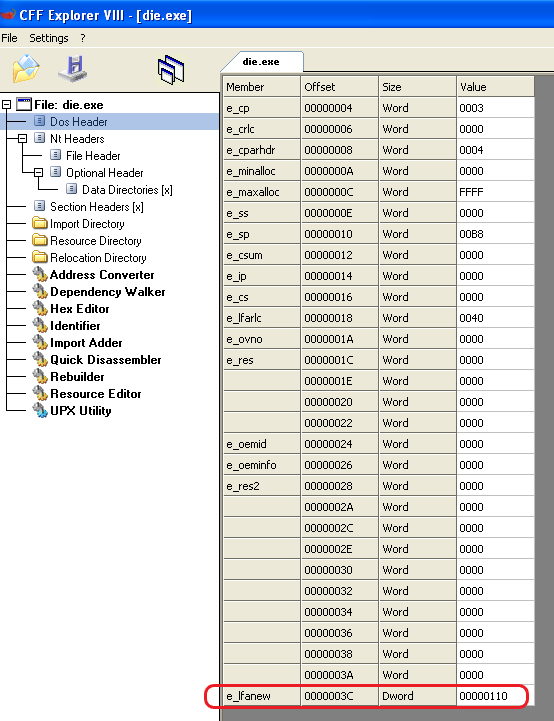 CFF Explorer VIII - [die.exe]
File Settings ?
die.exe
File: die.exe
Dos Header
Nt Headers
File Header
Optional Header
Data Directories [x]
Section Headers [x]
Import Directory
Resource Directory
Relocation Directory
Address Converter
Dependency Walker
Hex Editor
Identifier
Import Adder
Quick Disassembler
Rebuilder
Resource Editor
UPX Utility
Member Offset Size Value
e_cp 00000004 Word 0003
e_crlc 00000006 Word 0000
e_cparhdr 00000008 Word 0004
e_minalloc 0000000A Word 0000
e_maxalloc 0000000C Word FFFF
e_ss 0000000E Word 0000
e_sp 00000010 Word 00B8
e_csum 00000012 Word 0000
e_ip 00000014 Word 0000
e_cs 00000016 Word 0000
e_lfarlc 00000018 Word 0040
e_ovno 0000001A Word 0000
e_res 0000001C Word 0000
0000001E Word 0000
00000020 Word 0000
00000022 Word 0000
e_oemid 00000024 Word 0000
e_oeminfo 00000026 Word 0000
e_res2 00000028 Word 0000
0000002A Word 0000
0000002C Word 0000
0000002E Word 0000
00000030 Word 0000
00000032 Word 0000
00000034 Word 0000
00000036 Word 0000
00000038 Word 0000
0000003A Word 0000
e_lfanew 0000003C Dword 00000110